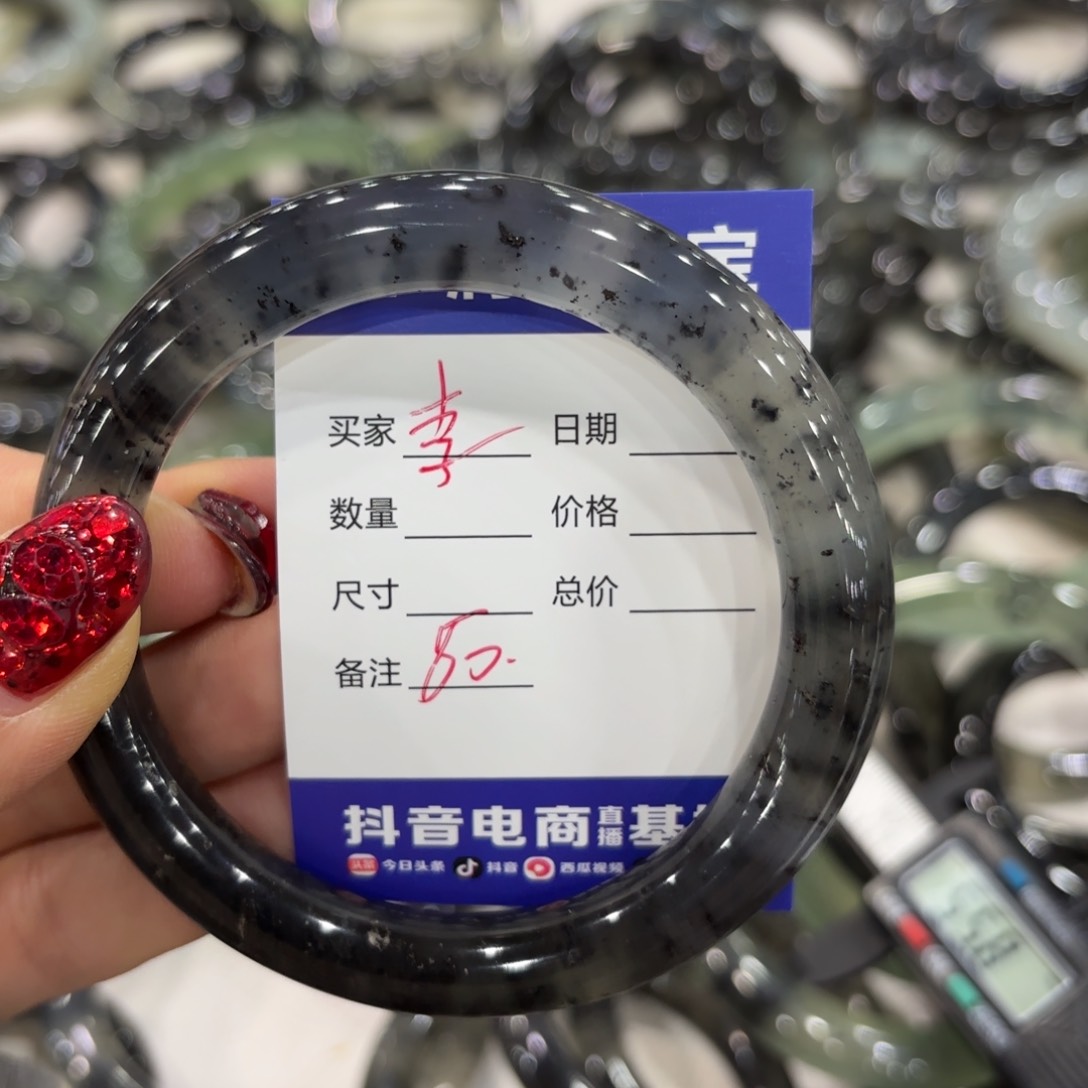 买家 李 日期
数量 价格
尺寸 总价
备注 80.
抖音电商直播基
今日头条 抖音 西瓜视频